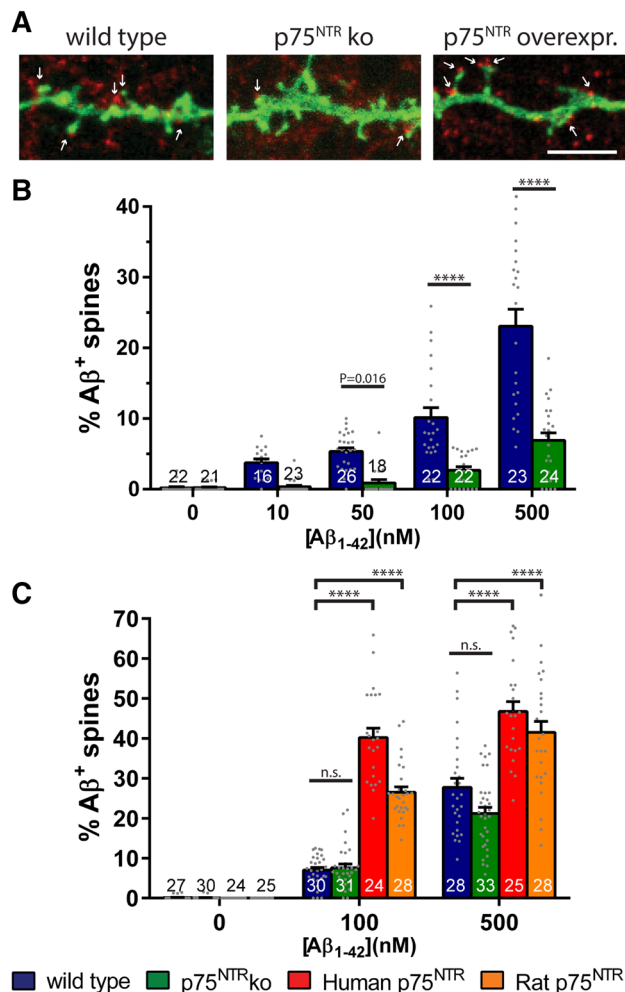 A
wild type p75NTR ko p75NTR overexpr.
B
% Aβ+ spines
40
30
20
10
0
**** 
****
P=0.016
22 21 16 23 26 18 22 22 23 24
0 10 50 100 500
[Aβ1-42](nM)
C
% Aβ+ spines
70
60
50
40
30
20
10
0
**** ****
**** ****
n.s. n.s.
27 30 24 25 30 31 24 28 28 33 25 28
0 100 500
[Aβ1-42](nM)
wild type p75NTRko Human p75NTR Rat p75NTR